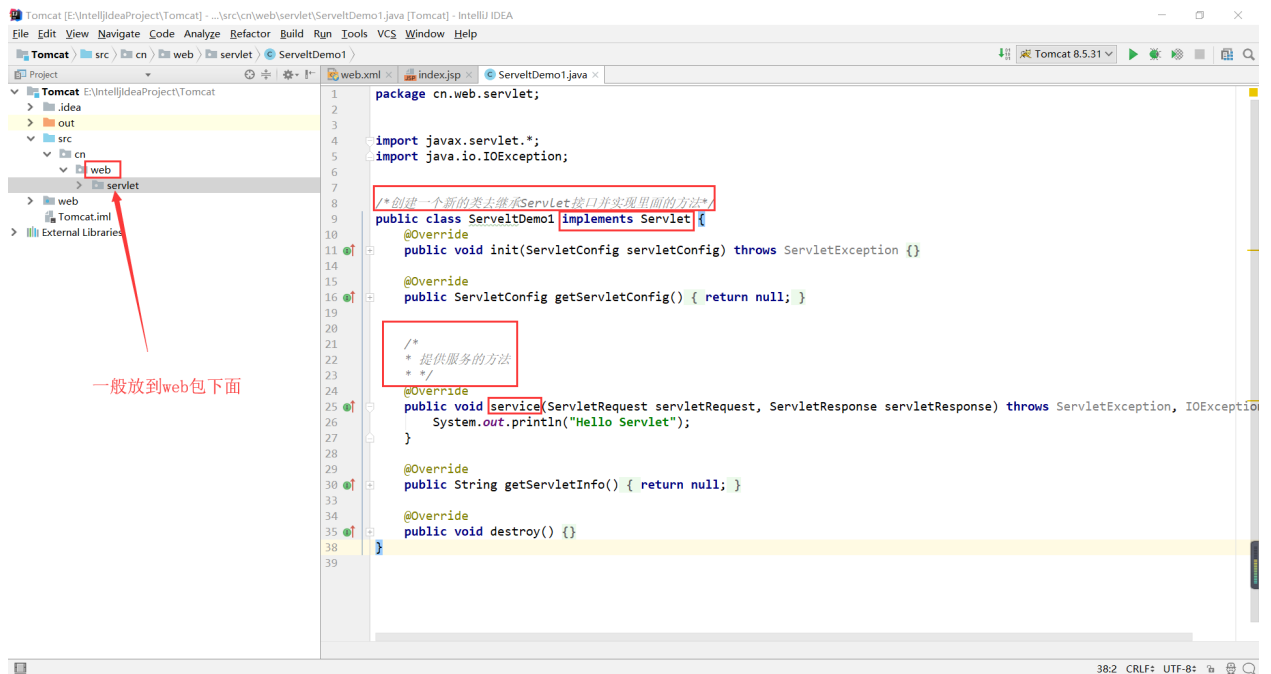 Tomcat [E:\IntelljIdeaProject\Tomcat] - ...\src\cn\web\servlet\ServeltDemo1.java [Tomcat] - IntelliJ IDEA
File Edit View Navigate Code Analyze Refactor Build Run Tools VCS Window Help
Tomcat src cn web servlet ServeltDemo1
Tomcat 8.5.31
Project
web.xml index.jsp ServeltDemo1.java
Tomcat E:\IntelljIdeaProject\Tomcat
.idea
out
src
cn
web
servlet
web
Tomcat.iml
External Libraries
一般放到web包下面
1 package cn.web.servlet;
2
3
4 import javax.servlet.*;
5 import java.io.IOException;
6
7
8 /*创建一个新的类去继承Servlet接口并实现里面的方法*/
9 public class ServeltDemo1 implements Servlet {
10 @Override
11 public void init(ServletConfig servletConfig) throws ServletException {}
14
15 @Override
16 public ServletConfig getServletConfig() { return null; }
19
20
21 /*
22 * 提供服务的方法
23 * */
24 @Override
25 public void service(ServletRequest servletRequest, ServletResponse servletResponse) throws ServletException, IOExceptio
26 System.out.println("Hello Servlet");
27 }
28
29 @Override
30 public String getServletInfo() { return null; }
33
34 @Override
35 public void destroy() {}
38 }
39
38:2 CRLF UTF-8